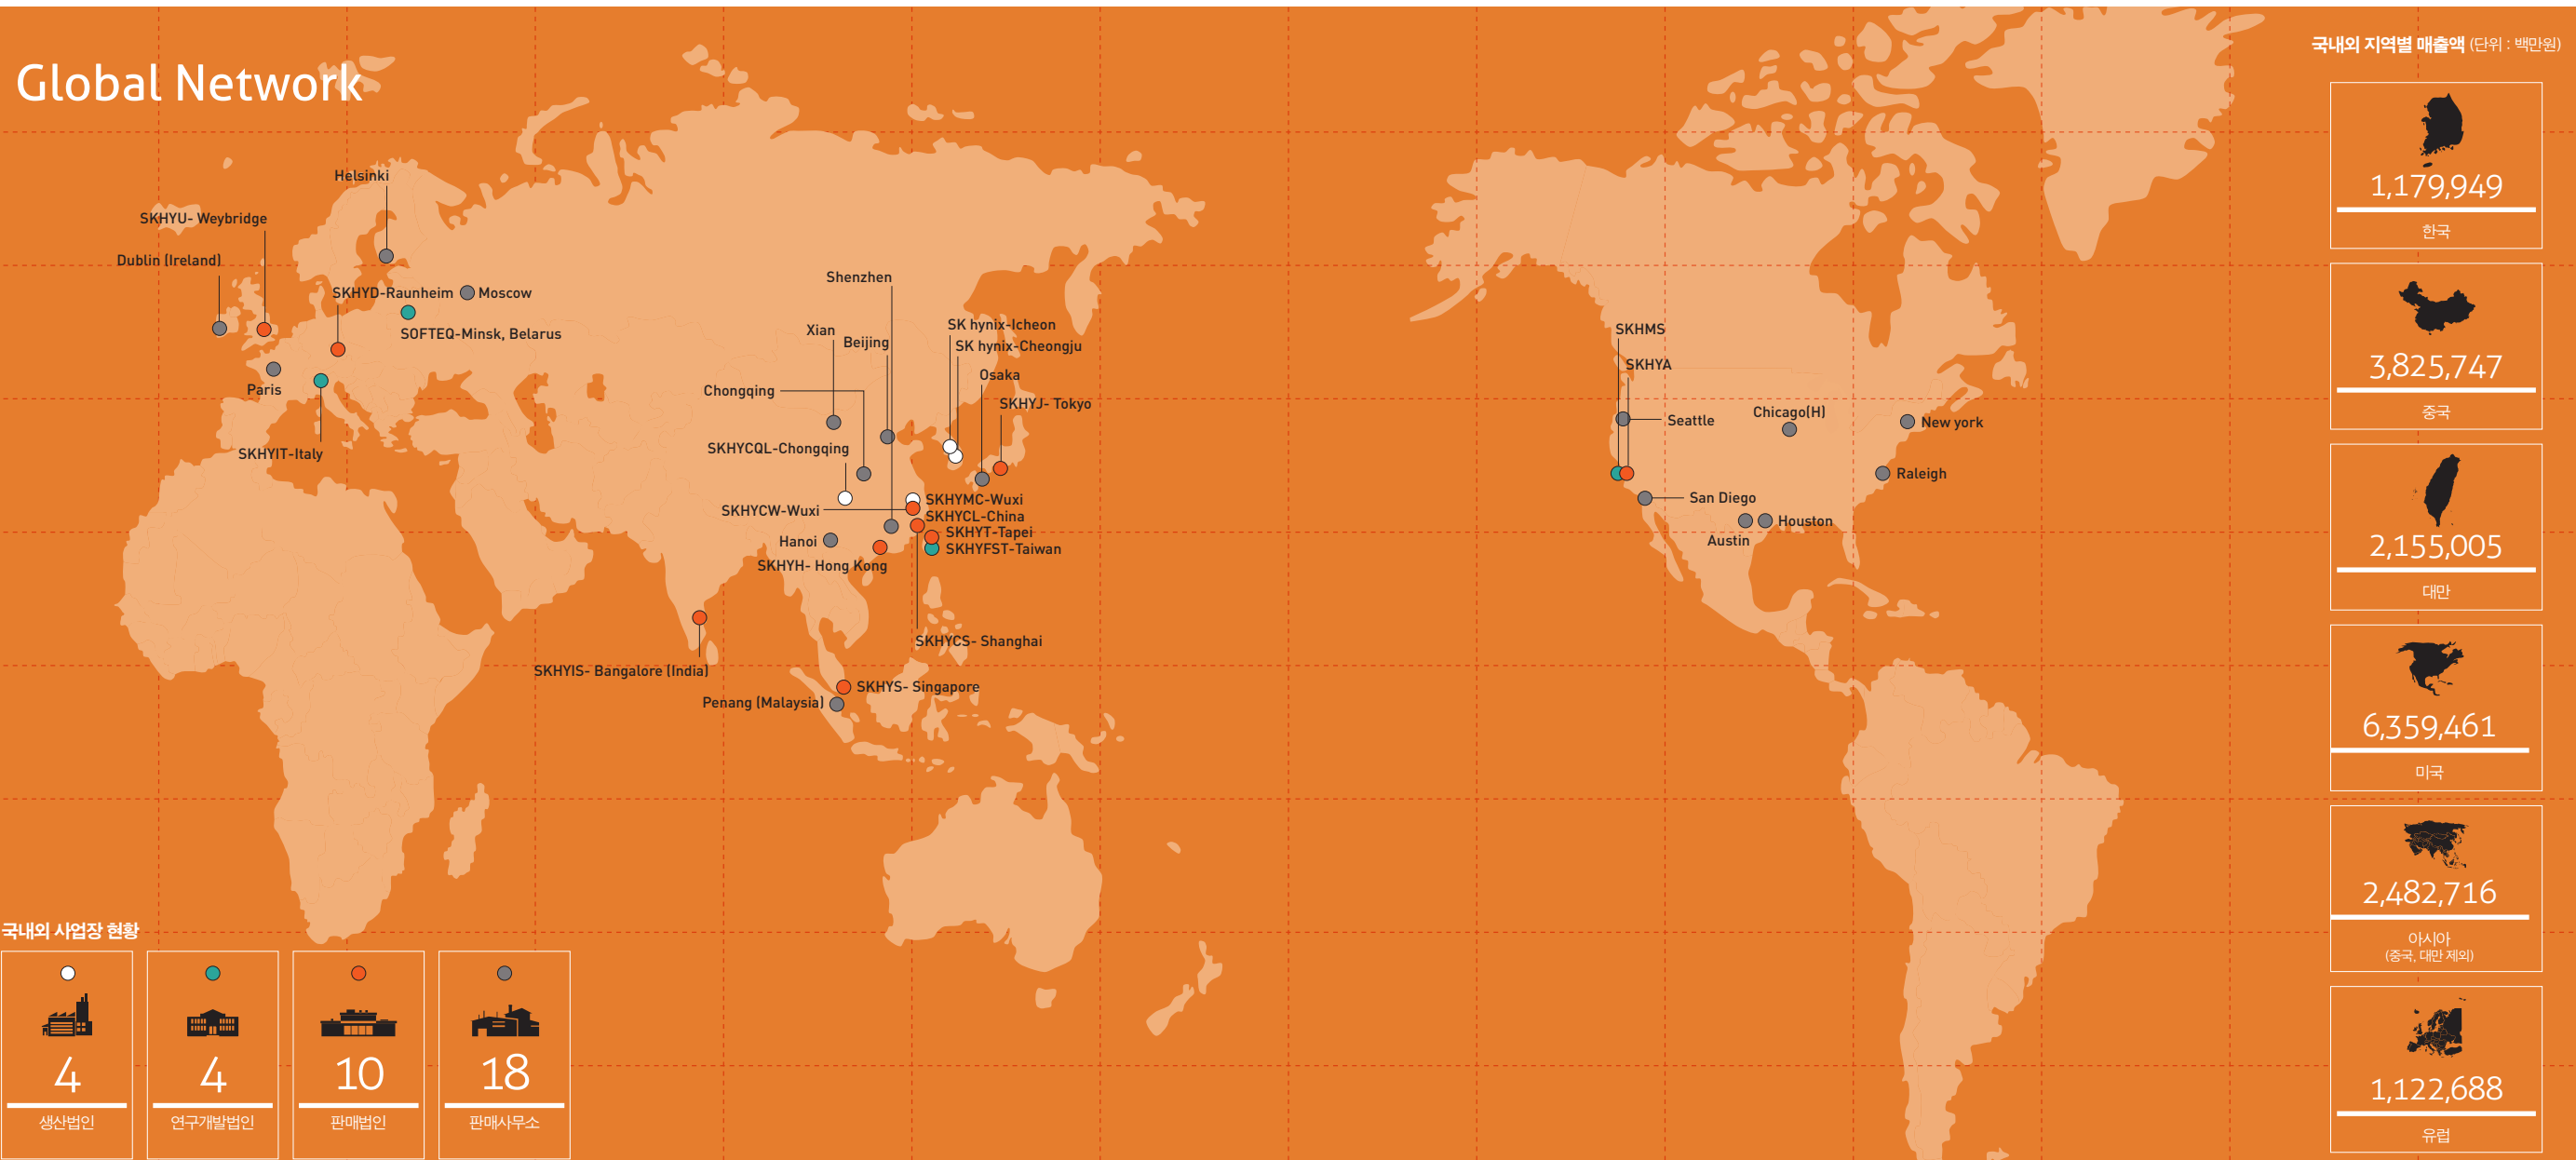 Global Network
Helsinki
SKHYU- Weybridge
Dublin (Ireland)
SKHYD-Raunheim
Moscow
SOFTEQ-Minsk, Belarus
Paris
SKHYIT-Italy
Shenzhen
Xian
Beijing
SK hynix-Icheon
SK hynix-Cheongju
Osaka
Chongqing
SKHYJ- Tokyo
SKHYCQL-Chongqing
SKHYCW-Wuxi
SKHYMC-Wuxi
SKHYCL-China
SKHYT-Tapei
SKHYFST-Taiwan
Hanoi
SKHYH- Hong Kong
SKHYCS- Shanghai
SKHYIS- Bangalore (India)
SKHYS- Singapore
Penang (Malaysia)
SKHMS
SKHYA
Seattle
Chicago(H)
New york
Raleigh
San Diego
Houston
Austin
국내외 사업장 현황
4
생산법인
4
연구개발법인
10
판매법인
18
판매사무소
국내외 지역별 매출액 (단위 : 백만원)
1,179,949
한국
3,825,747
중국
2,155,005
대만
6,359,461
미국
2,482,716
아시아
(중국, 대만 제외)
1,122,688
유럽